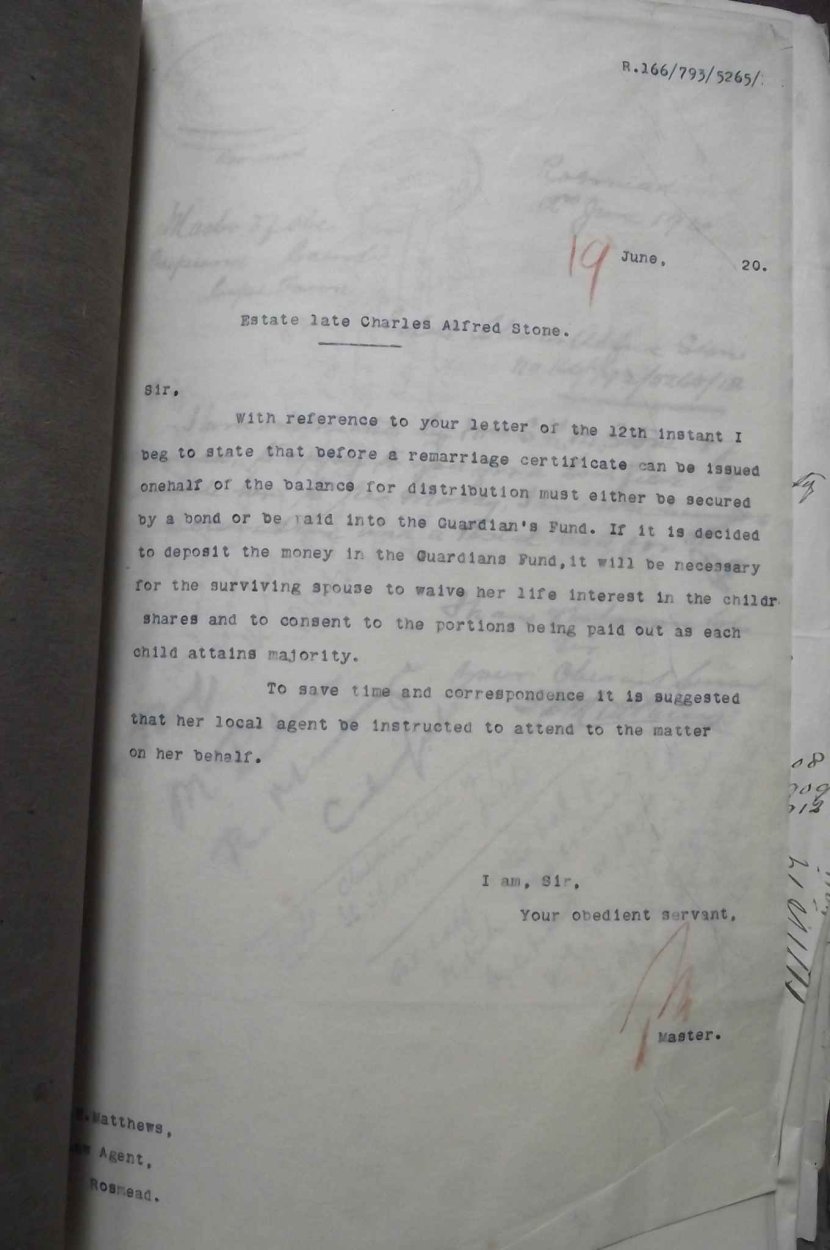 R.166/793/5265/
19 June, 20.
Estate late Charles Alfred Stone.
Sir,
With reference to your letter of the 12th instant I
beg to state that before a remarriage certificate can be issued
onehalf of the balance for distribution must either be secured
by a bond or be paid into the Guardian's Fund. If it is decided
to deposit the money in the Guardians Fund,it will be necessary
for the surviving spouse to waive her life interest in the childr
shares and to consent to the portions being paid out as each
child attains majority.
To save time and correspondence it is suggested
that her local agent be instructed to attend to the matter
on her behalf.
I am, Sir,
Your obedient servant,
Master.
Matthews,
Agent,
Rosmead.
08
009
012